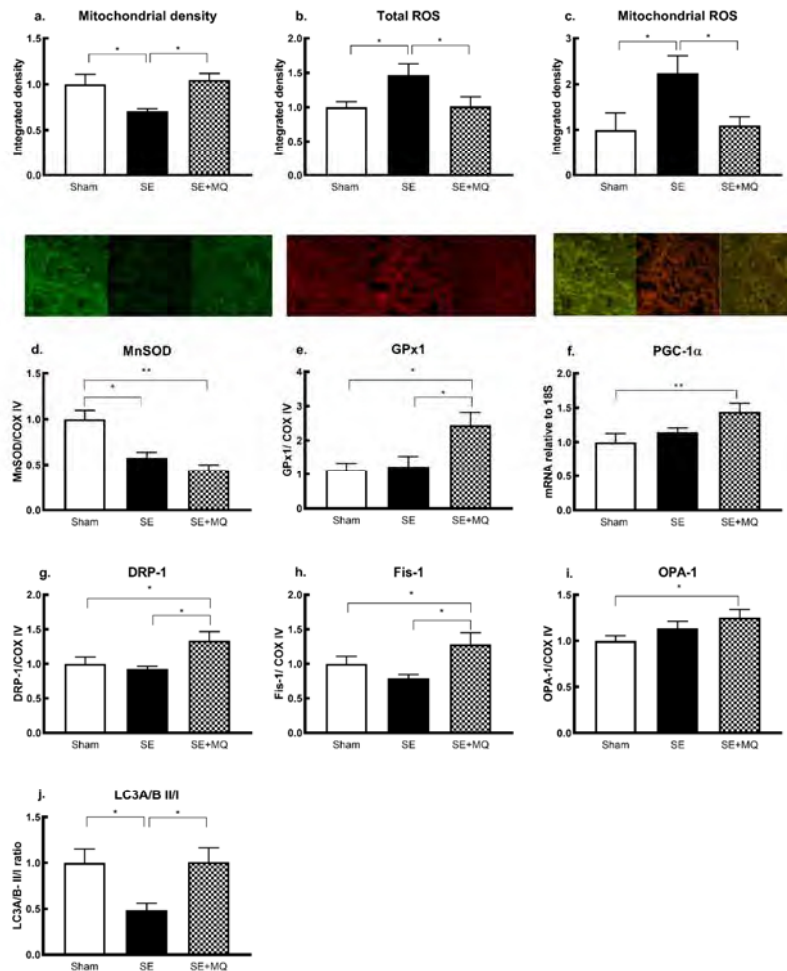 a. Mitochondrial density
Integrated density
1.5
1.0
0.5
0.0
* *
Sham SE SE+MQ
b. Total ROS
Integrated density
2.0
1.5
1.0
0.5
0.0
* *
Sham SE SE+MQ
c. Mitochondrial ROS
Integrated density
3
2
1
0
* *
Sham SE SE+MQ
d. MnSOD
MnSOD/COX IV
1.5
1.0
0.5
0.0
**
*
Sham SE SE+MQ
e. GPx1
GPx1/ COX IV
4
3
2
1
0
*
*
Sham SE SE+MQ
f. PGC-1α
mRNA relative to 18S
2.0
1.5
1.0
0.5
0.0
**
Sham SE SE+MQ
g. DRP-1
DRP-1/COX IV
2.0
1.5
1.0
0.5
0.0
*
*
Sham SE SE+MQ
h. Fis-1
Fis-1/ COX IV
2.0
1.5
1.0
0.5
0.0
*
*
Sham SE SE+MQ
i. OPA-1
OPA-1/COX IV
1.5
1.0
0.5
0.0
*
Sham SE SE+MQ
j. LC3A/B II/I
LC3A/B- II/I ratio
1.5
1.0
0.5
0.0
* *
Sham SE SE+MQ